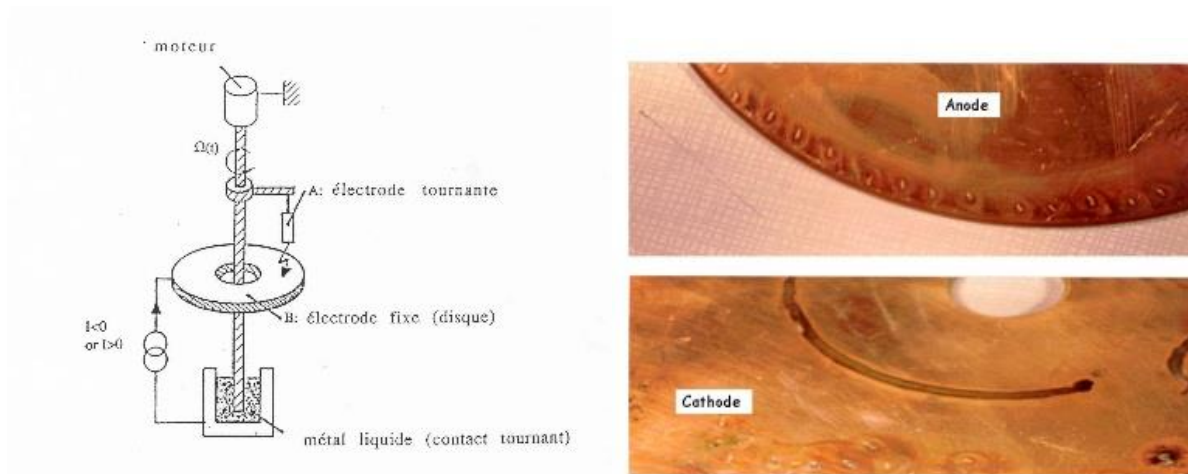 moteur
Ω(t)
A: électrode tournante
B: électrode fixe (disque)
I<0
or I>0
métal liquide (contact tournant)
Anode
Cathode